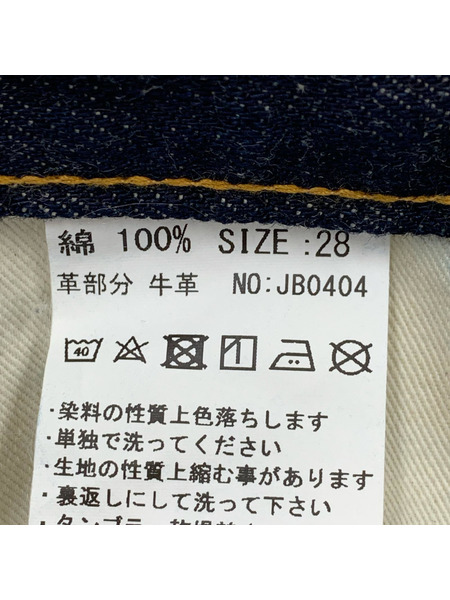 綿 100% SIZE:28
革部分 牛革 NO:JB0404
40
・染料の性質上色落ちします
・単独で洗ってください
・生地の性質上縮む事があります
・裏返しにして洗って下さい